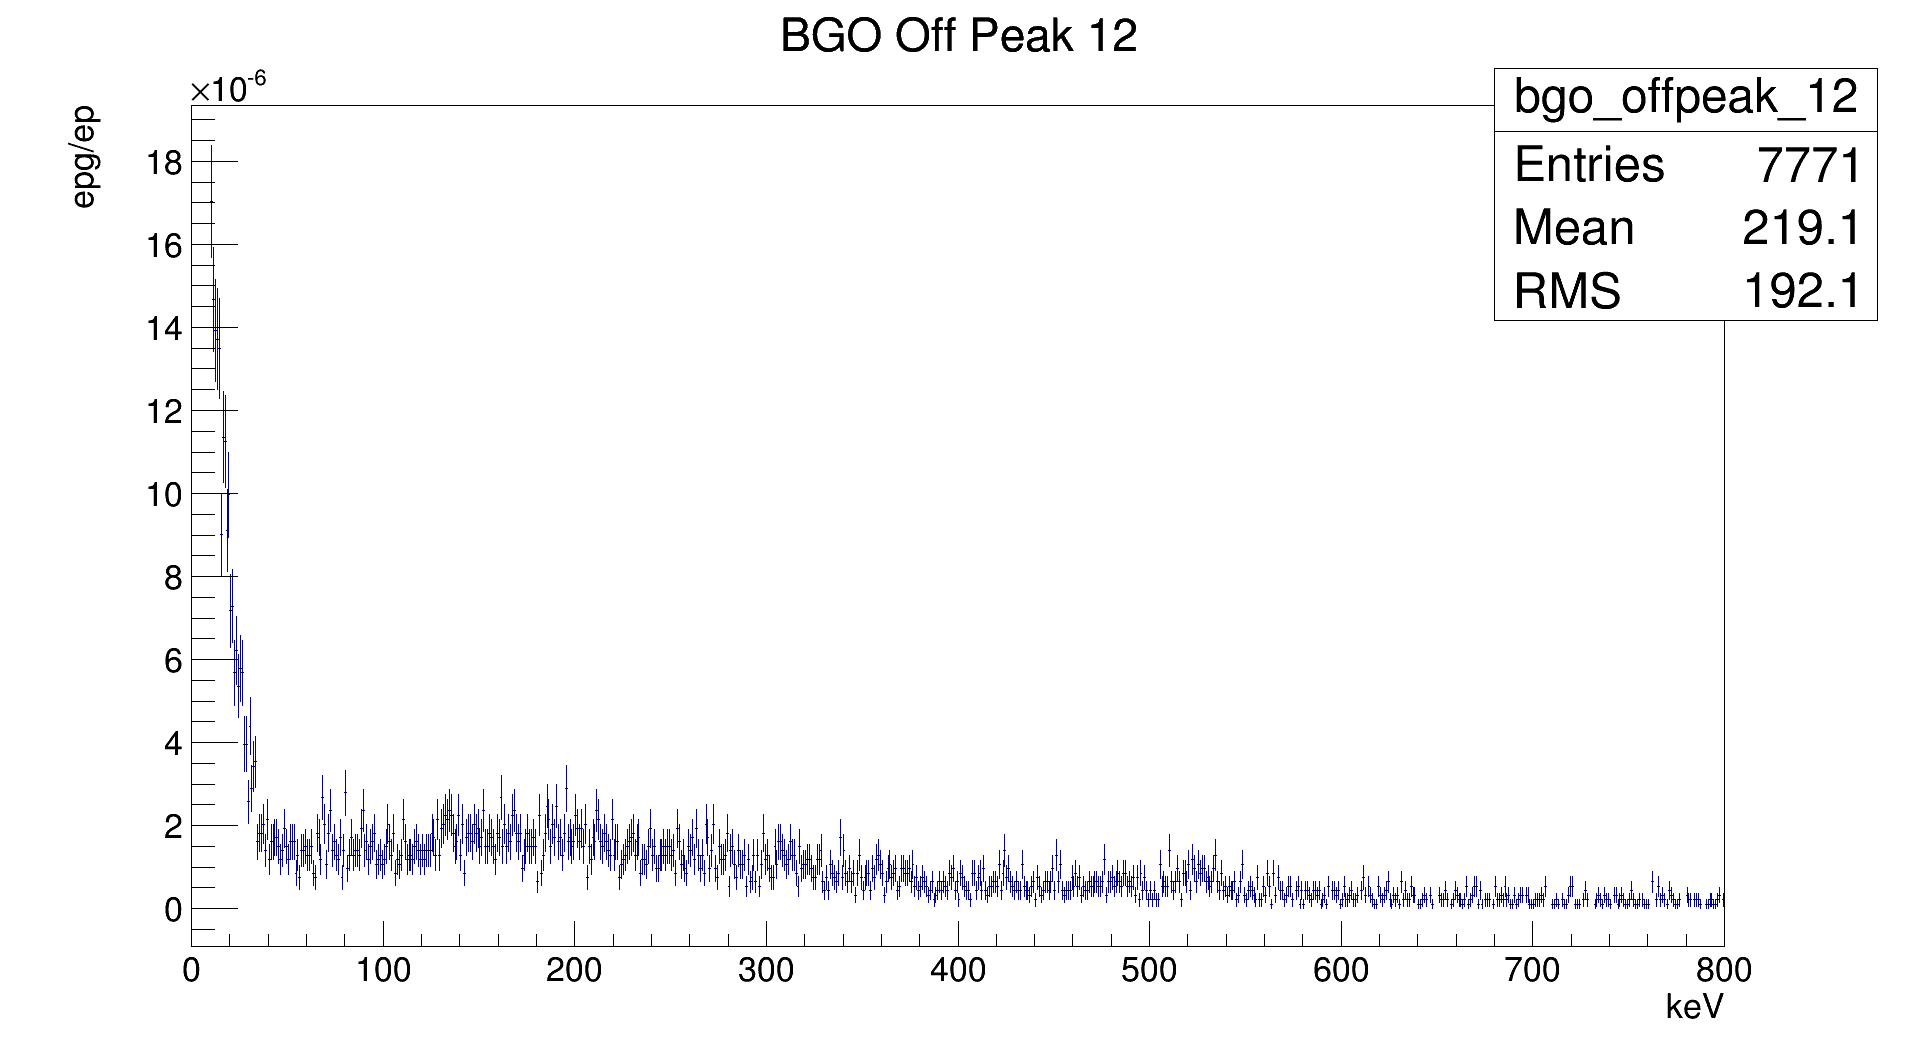 BGO Off Peak 12
×10-6
epg/ep
bgo_offpeak_12
Entries 7771
Mean 219.1
RMS 192.1
18
16
14
12
10
8
6
4
2
0
0 100 200 300 400 500 600 700 800
keV